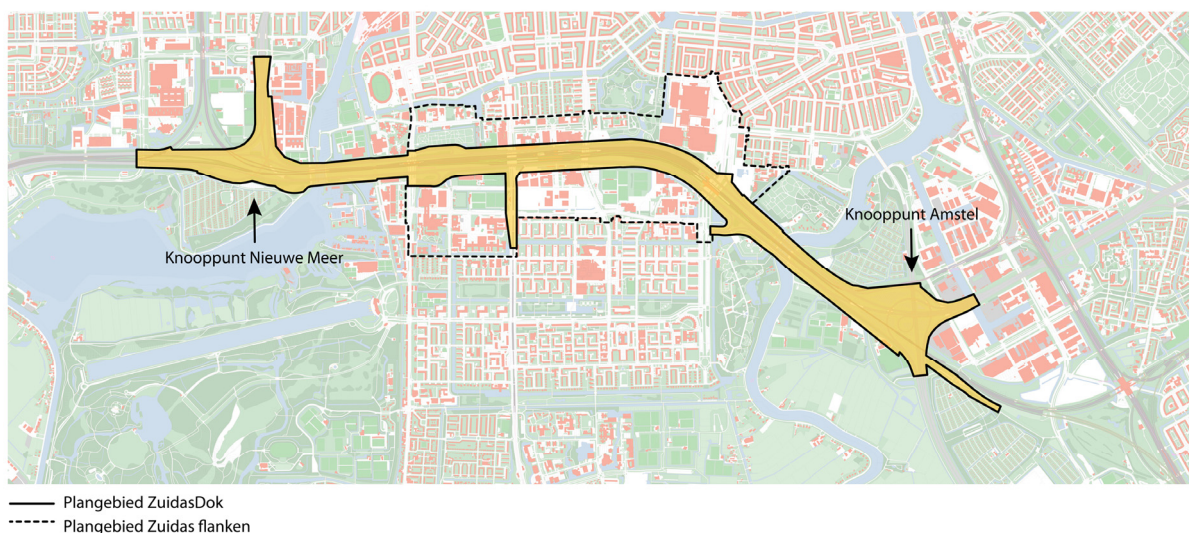 Knooppunt Amstel
Knooppunt Nieuwe Meer
Plangebied ZuidasDok
Plangebied Zuidas flanken